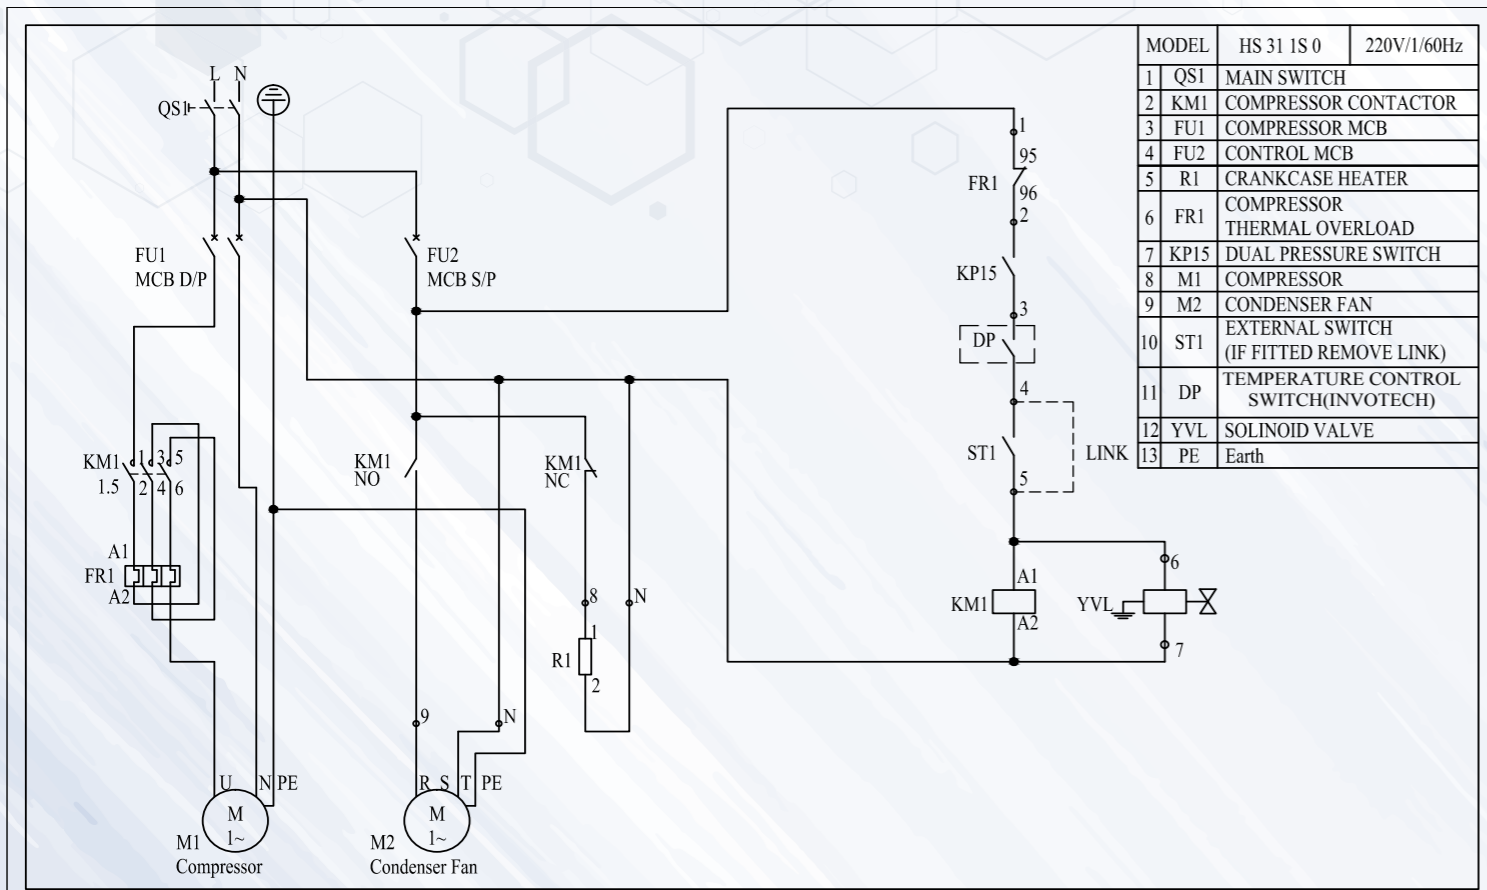 MODEL HS 31 1S 0 220V/1/60Hz
1 QS1 MAIN SWITCH
2 KM1 COMPRESSOR CONTACTOR
3 FU1 COMPRESSOR MCB
4 FU2 CONTROL MCB
5 R1 CRANKCASE HEATER
6 FR1 COMPRESSOR
THERMAL OVERLOAD
7 KP15 DUAL PRESSURE SWITCH
8 M1 COMPRESSOR
9 M2 CONDENSER FAN
10 ST1 EXTERNAL SWITCH
(IF FITTED REMOVE LINK)
11 DP TEMPERATURE CONTROL
SWITCH(INVOTECH)
12 YVL SOLINOID VALVE
13 PE Earth
L N
QS1
FU1
MCB D/P
FU2
MCB S/P
KM1 1 3 5
1.5 2 4 6
A1
FR1
A2
KM1
NO
KM1
NC
8 N
1
R1
2
9 N
U N PE
M
1~
M1
Compressor
R S T PE
M
1~
M2
Condenser Fan
1
95
FR1
96
2
KP15
3
DP
4
ST1 LINK
5
A1
KM1
A2
6
YVL
7